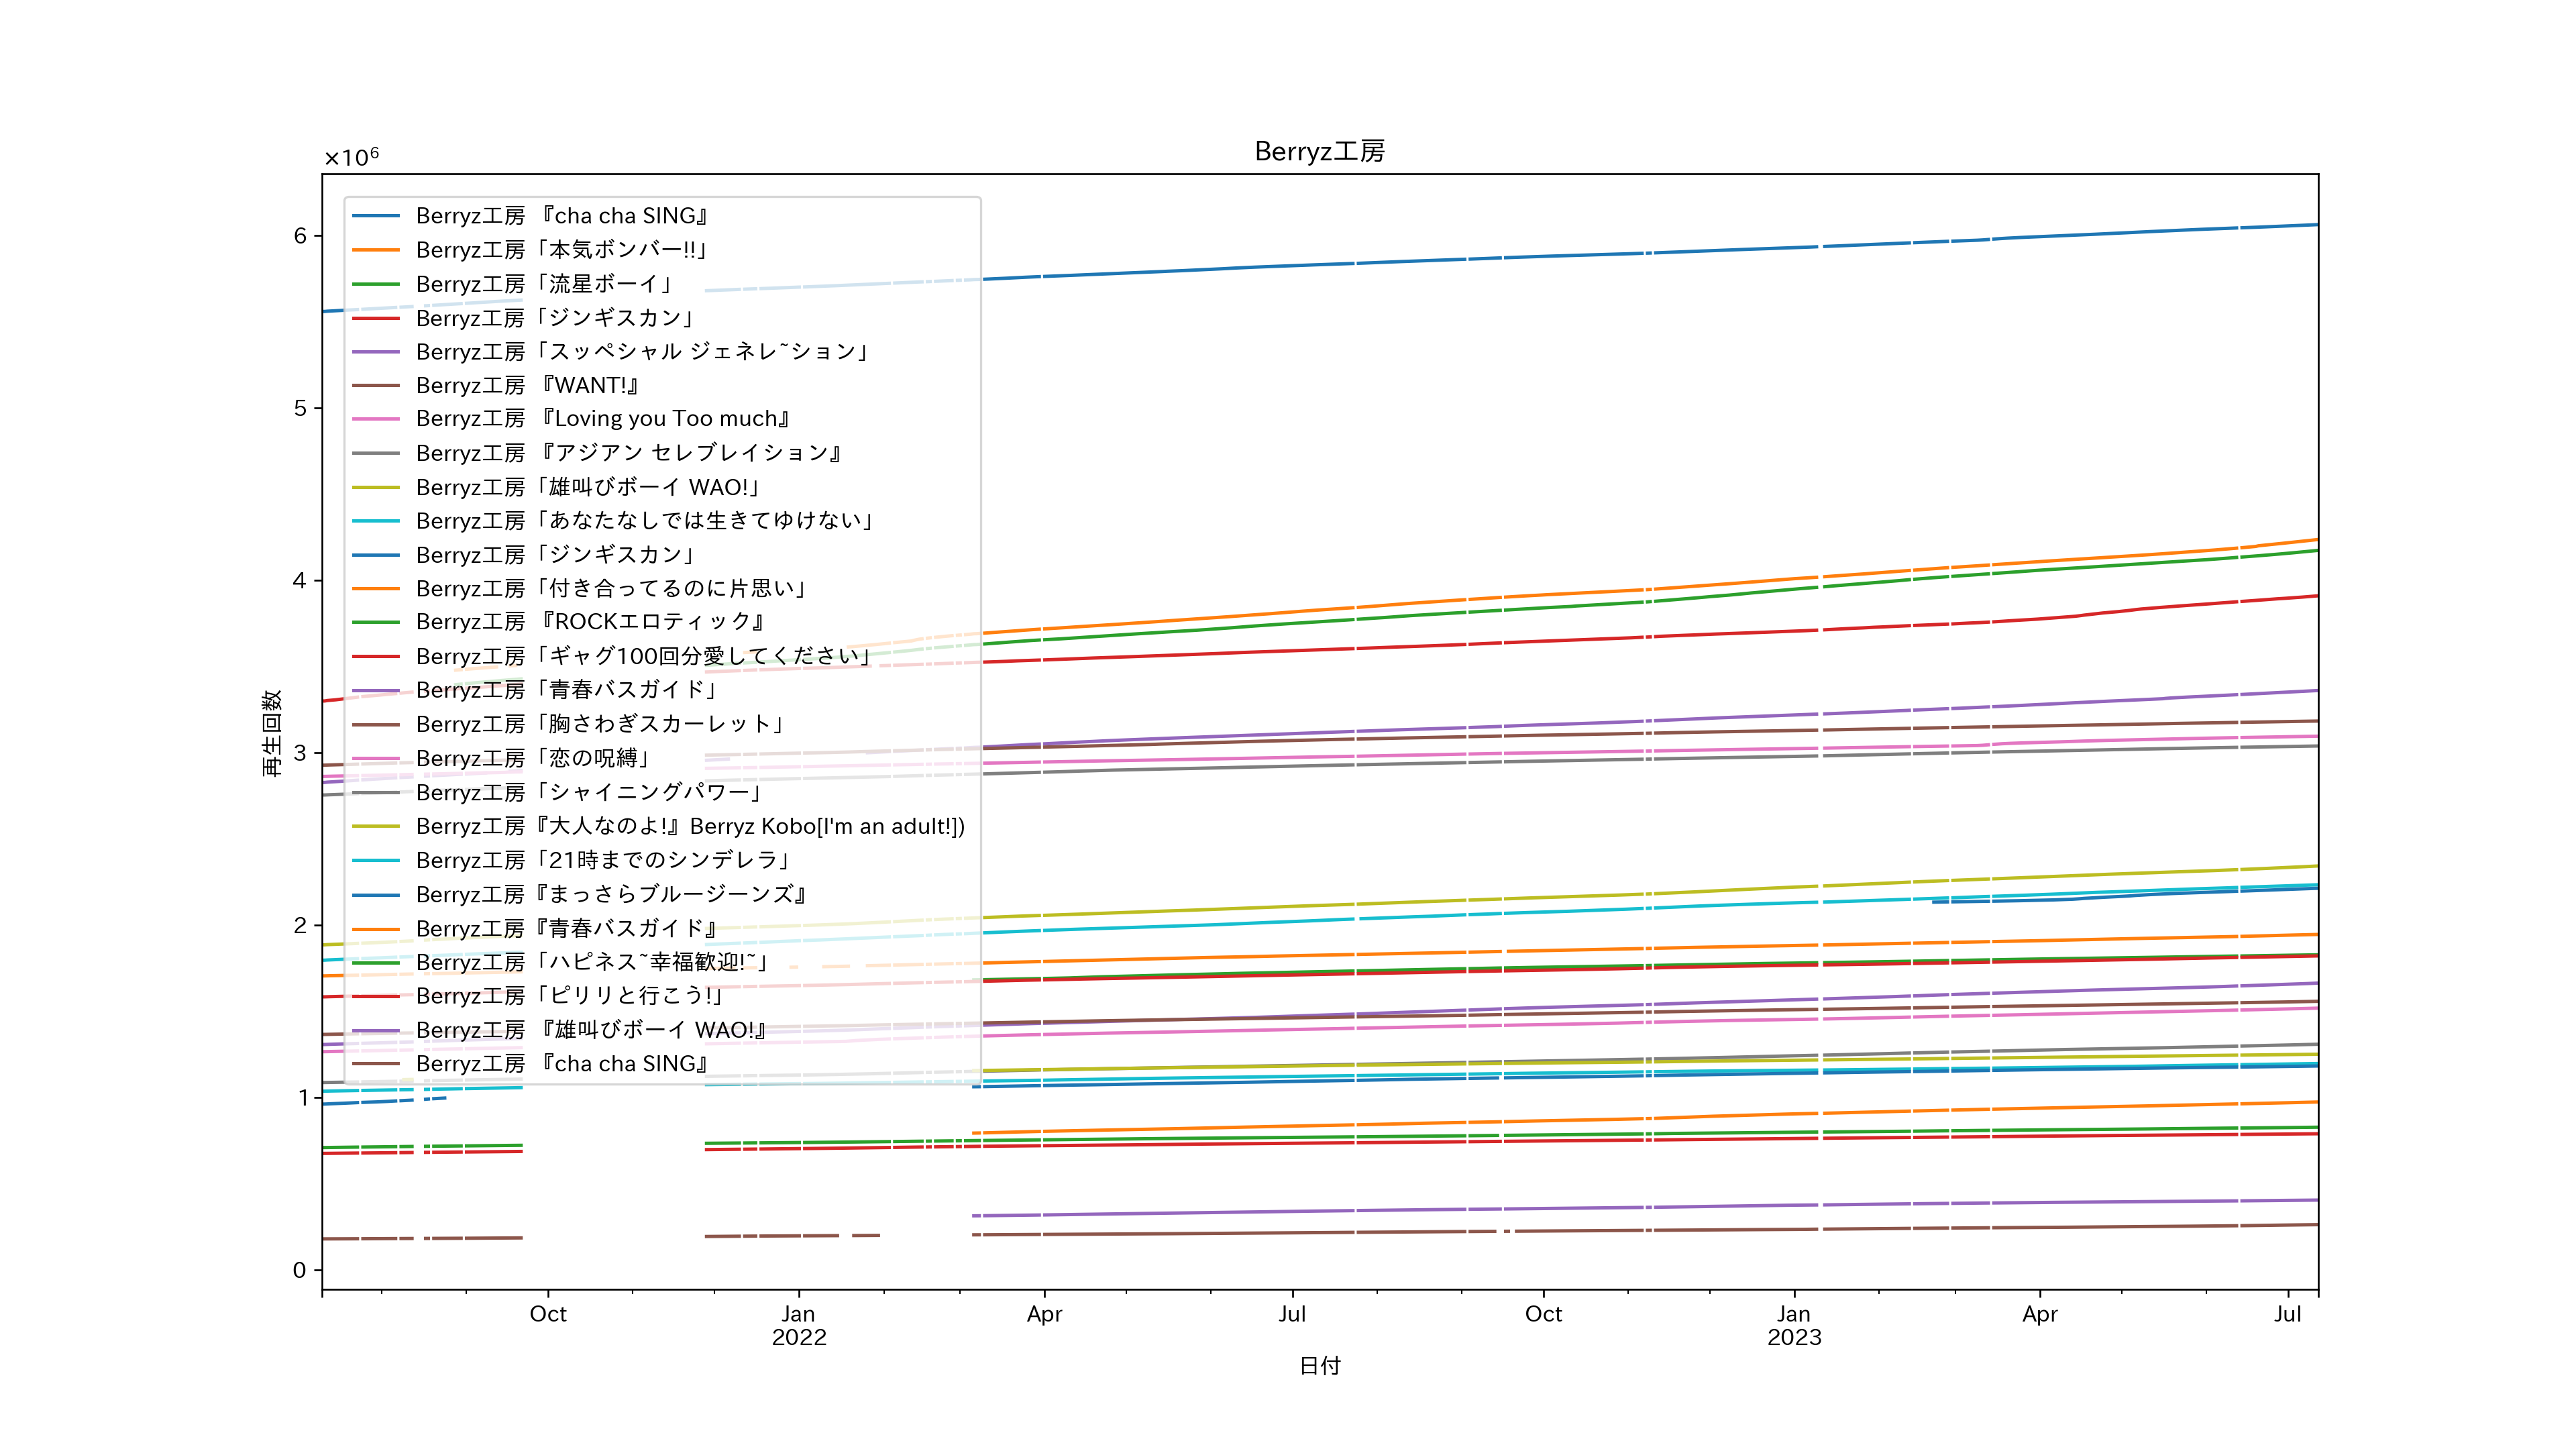 Berryz工房
×10⁶
Berryz工房 『cha cha SING』
Berryz工房「本気ボンバー!!」
Berryz工房「流星ボーイ」
Berryz工房「ジンギスカン」
Berryz工房「スッペシャル ジェネレ~ション」
Berryz工房 『WANT!』
Berryz工房 『Loving you Too much』
Berryz工房 『アジアン セレブレイション』
Berryz工房「雄叫びボーイ WAO!」
Berryz工房「あなたなしでは生きてゆけない」
Berryz工房「ジンギスカン」
Berryz工房「付き合ってるのに片思い」
Berryz工房 『ROCKエロティック』
Berryz工房「ギャグ100回分愛してください」
Berryz工房「青春バスガイド」
Berryz工房「胸さわぎスカーレット」
Berryz工房「恋の呪縛」
Berryz工房「シャイニングパワー」
Berryz工房『大人なのよ!』Berryz Kobo[I'm an adult!])
Berryz工房「21時までのシンデレラ」
Berryz工房『まっさらブルージーンズ』
Berryz工房『青春バスガイド』
Berryz工房「ハピネス~幸福歓迎!~」
Berryz工房「ピリリと行こう!」
Berryz工房 『雄叫びボーイ WAO!』
Berryz工房 『cha cha SING』
6
5
4
3
2
1
0
再生回数
Oct
Jan
2022
Apr
Jul
Oct
Jan
2023
Apr
Jul
日付